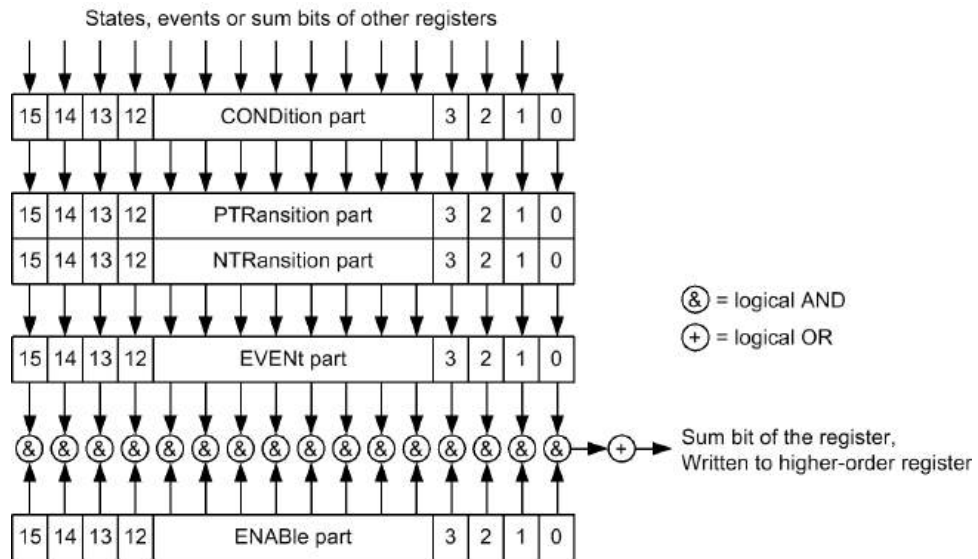 States, events or sum bits of other registers
15 14 13 12 CONDition part 3 2 1 0
15 14 13 12 PTRansition part 3 2 1 0
15 14 13 12 NTRansition part 3 2 1 0
& = logical AND
+ = logical OR
15 14 13 12 EVENt part 3 2 1 0
& & & & & & & & & & & & & & & & + Sum bit of the register,
Written to higher-order register
15 14 13 12 ENABle part 3 2 1 0